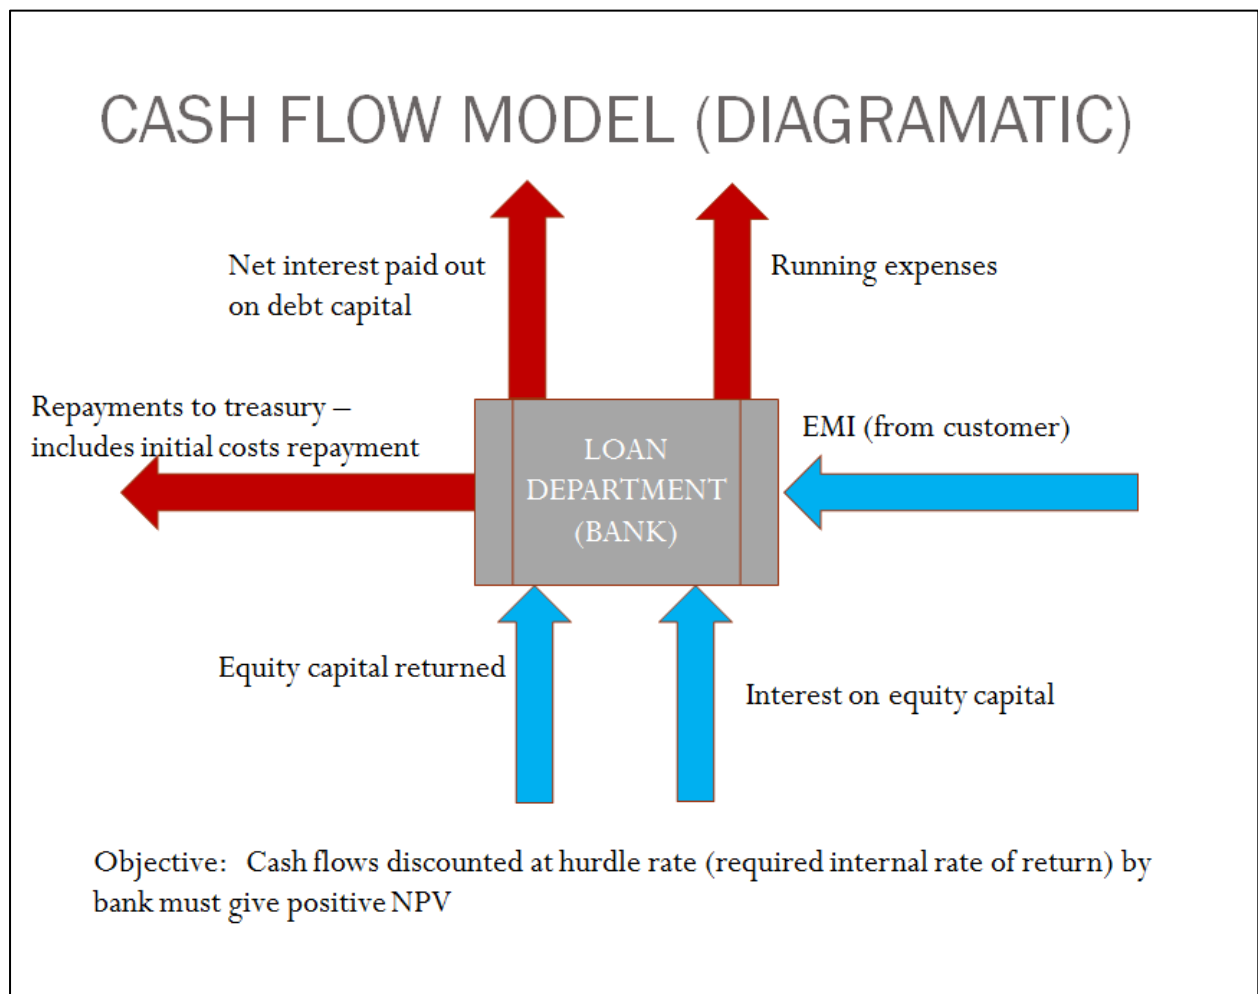 CASH FLOW MODEL (DIAGRAMATIC)
Net interest paid out
on debt capital
Running expenses
Repayments to treasury –
includes initial costs repayment
EMI (from customer)
LOAN
DEPARTMENT
(BANK)
Equity capital returned
Interest on equity capital
Objective: Cash flows discounted at hurdle rate (required internal rate of return) by
bank must give positive NPV